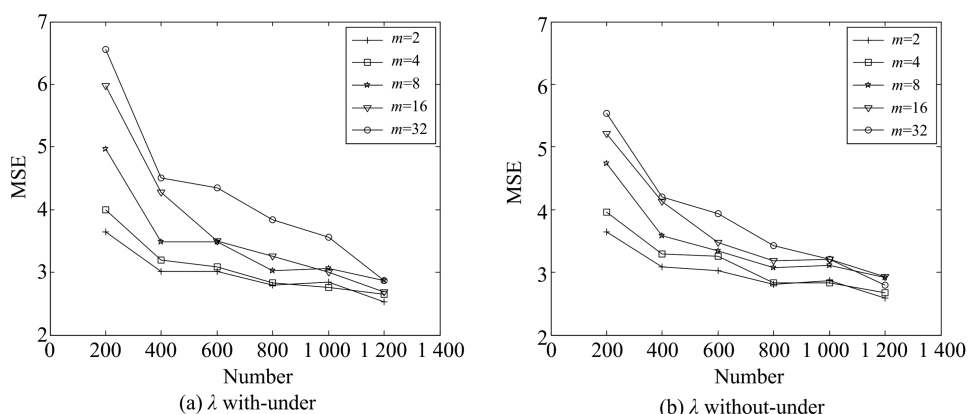 7
6
5
4
3
2
MSE
m=2
m=4
m=8
m=16
m=32
0 200 400 600 800 1 000 1 200 1 400
Number
(a) λ with-under
7
6
5
4
3
2
MSE
m=2
m=4
m=8
m=16
m=32
0 200 400 600 800 1 000 1 200 1 400
Number
(b) λ without-under